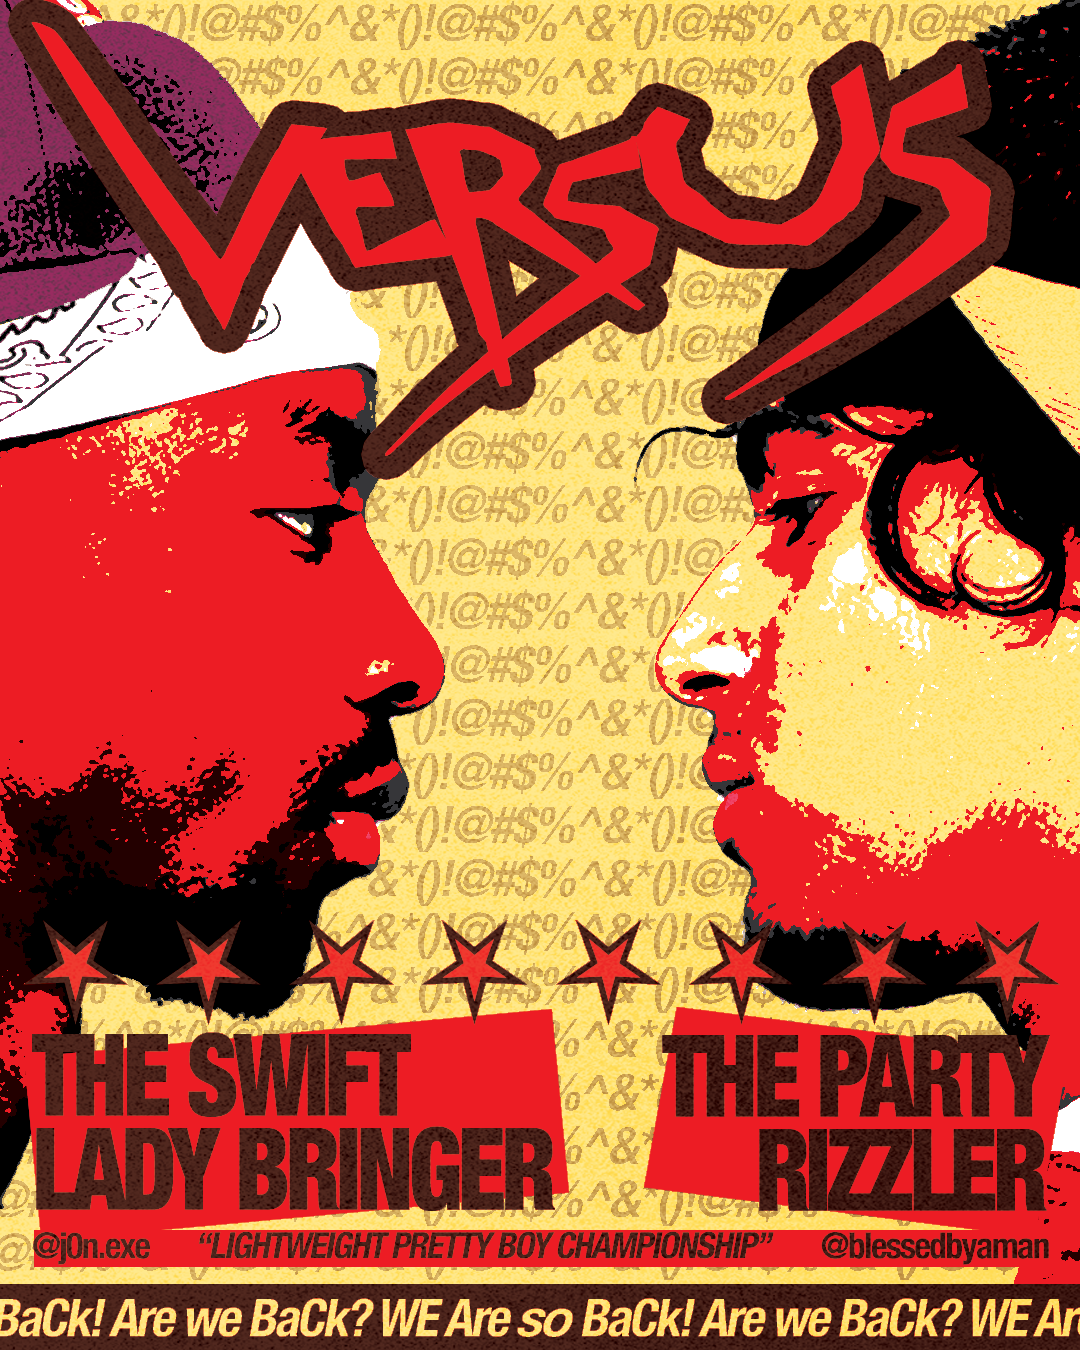 VERSUS
THE SWIFT
LADY BRINGER
THE PARTY
RIZZLER
@j0n.exe
“LIGHTWEIGHT PRETTY BOY CHAMPIONSHIP”
@blessedbyaman
BaCk! Are we BaCk? WE Are so BaCk! Are we BaCk? WE Are